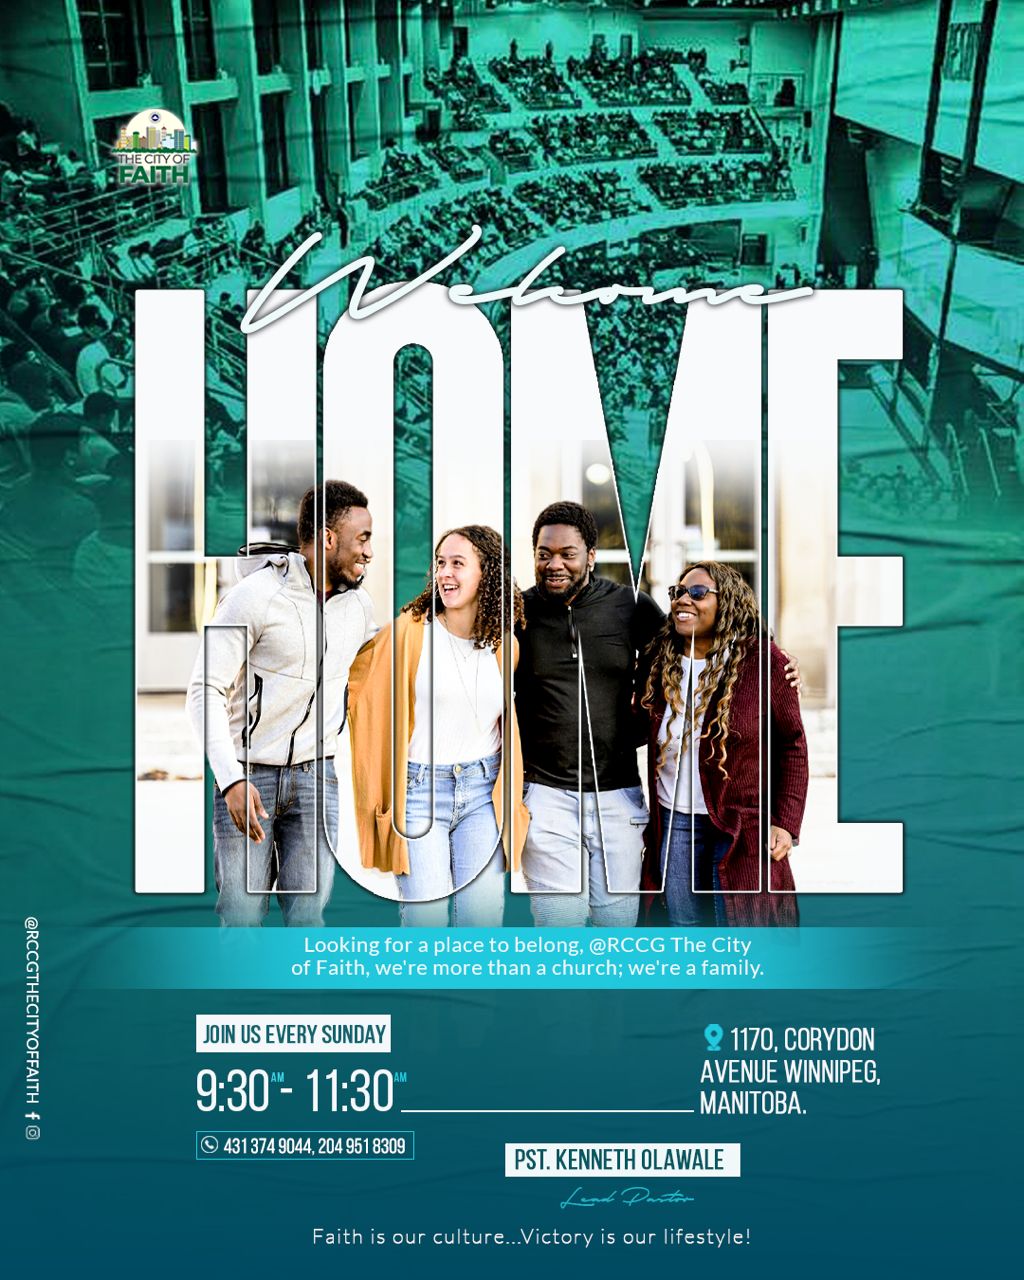 THE CITY OF
FAITH
Welcome
HOME
Looking for a place to belong, @RCCG The City
of Faith, we're more than a church; we're a family.
@RCCGTHECITYOFFAITH
JOIN US EVERY SUNDAY
9:30AM - 11:30AM
431 374 9044, 204 951 8309
1170, CORYDON
AVENUE WINNIPEG,
MANITOBA.
PST. KENNETH OLAWALE
Lead Pastor
Faith is our culture...Victory is our lifestyle!